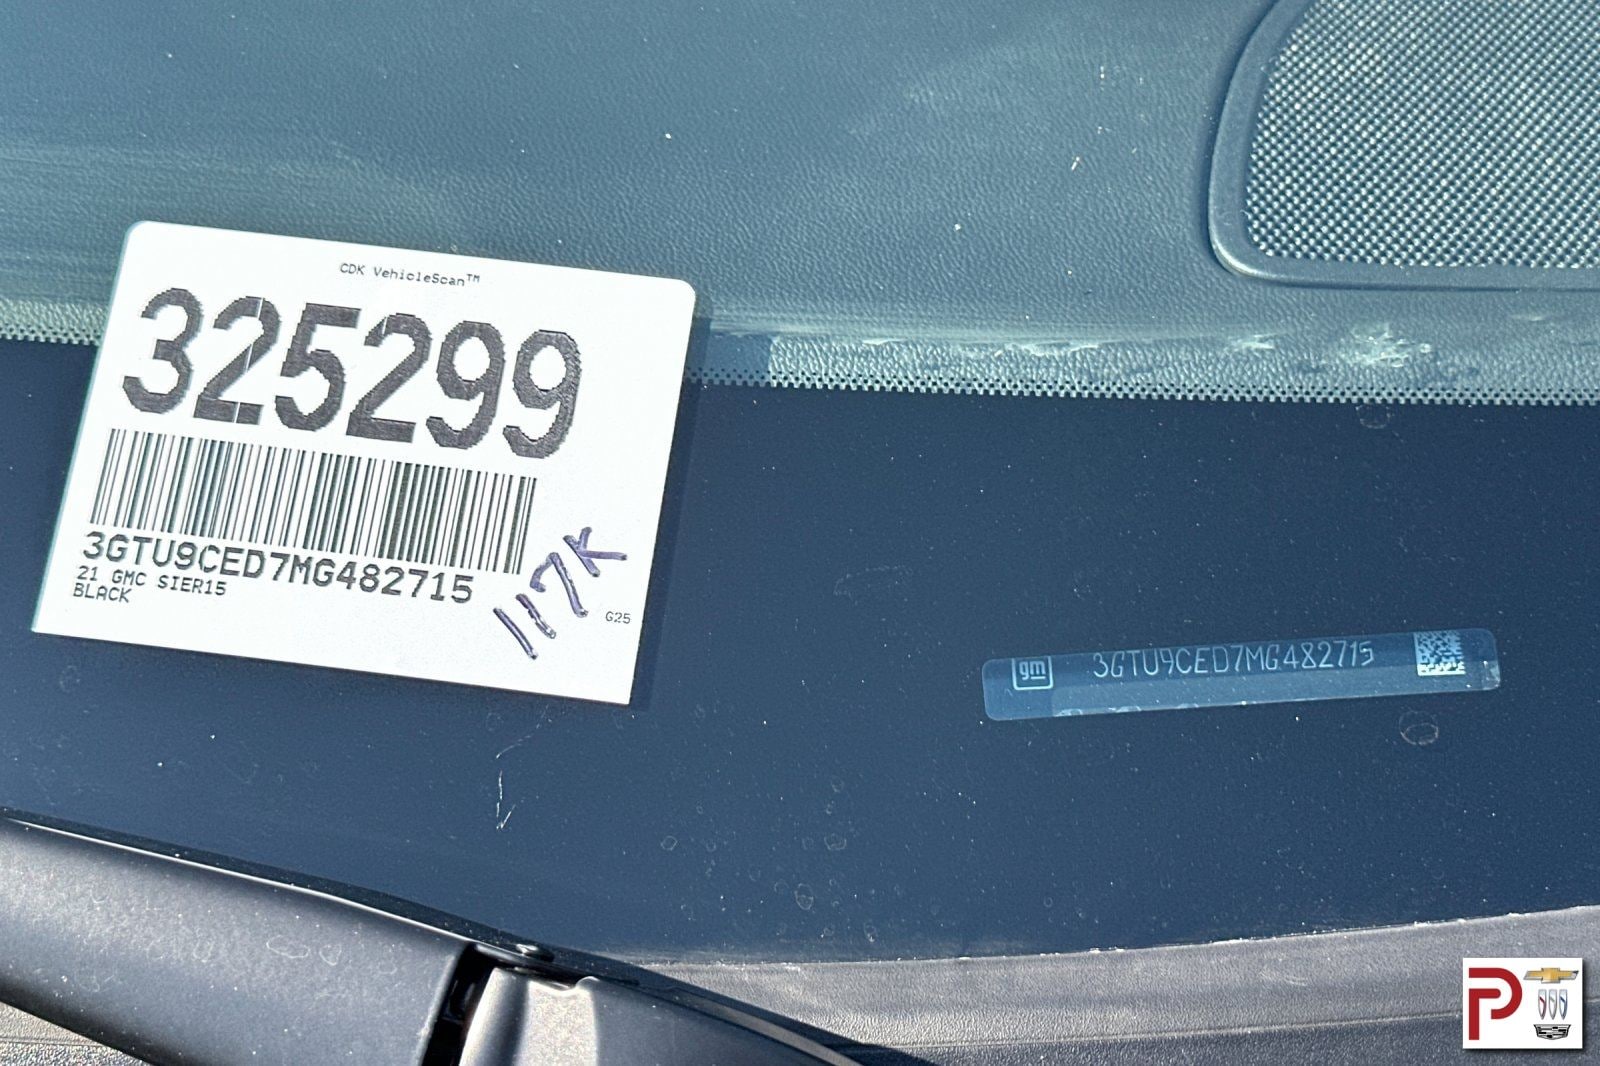 CDK VehicleScan™
325299
3GTU9CED7MG482715
21 GMC SIER15
BLACK
117K
G25
gm 3GTU9CED7MG482715
P